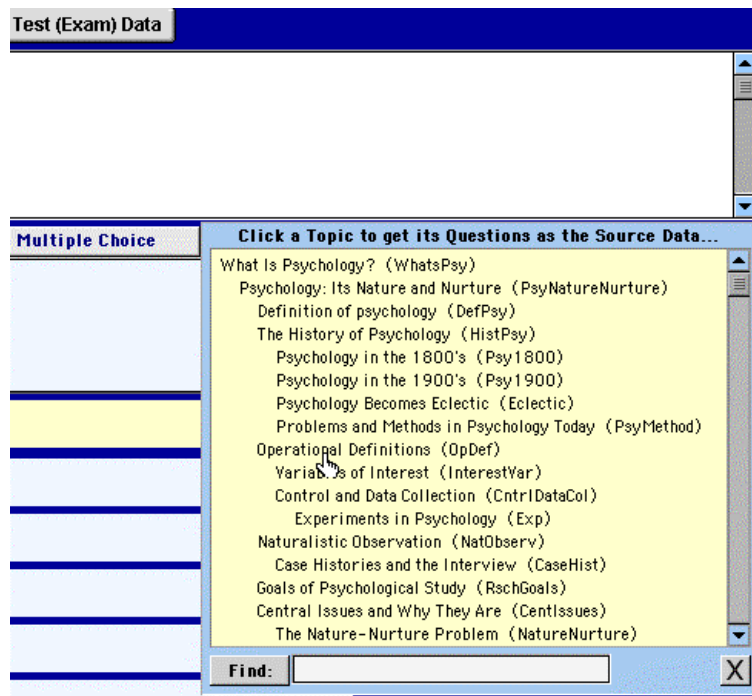 Test (Exam) Data
Multiple Choice
Click a Topic to get its Questions as the Source Data...
What Is Psychology? (WhatsPsy)
Psychology: Its Nature and Nurture (PsyNatureNurture)
Definition of psychology (DefPsy)
The History of Psychology (HistPsy)
Psychology in the 1800's (Psy1800)
Psychology in the 1900's (Psy1900)
Psychology Becomes Eclectic (Eclectic)
Problems and Methods in Psychology Today (PsyMethod)
Operational Definitions (OpDef)
Variables of Interest (InterestVar)
Control and Data Collection (CntrlDataCol)
Experiments in Psychology (Exp)
Naturalistic Observation (NatObserv)
Case Histories and the Interview (CaseHist)
Goals of Psychological Study (RschGoals)
Central Issues and Why They Are (CentIssues)
The Nature-Nurture Problem (NatureNurture)
Find: X